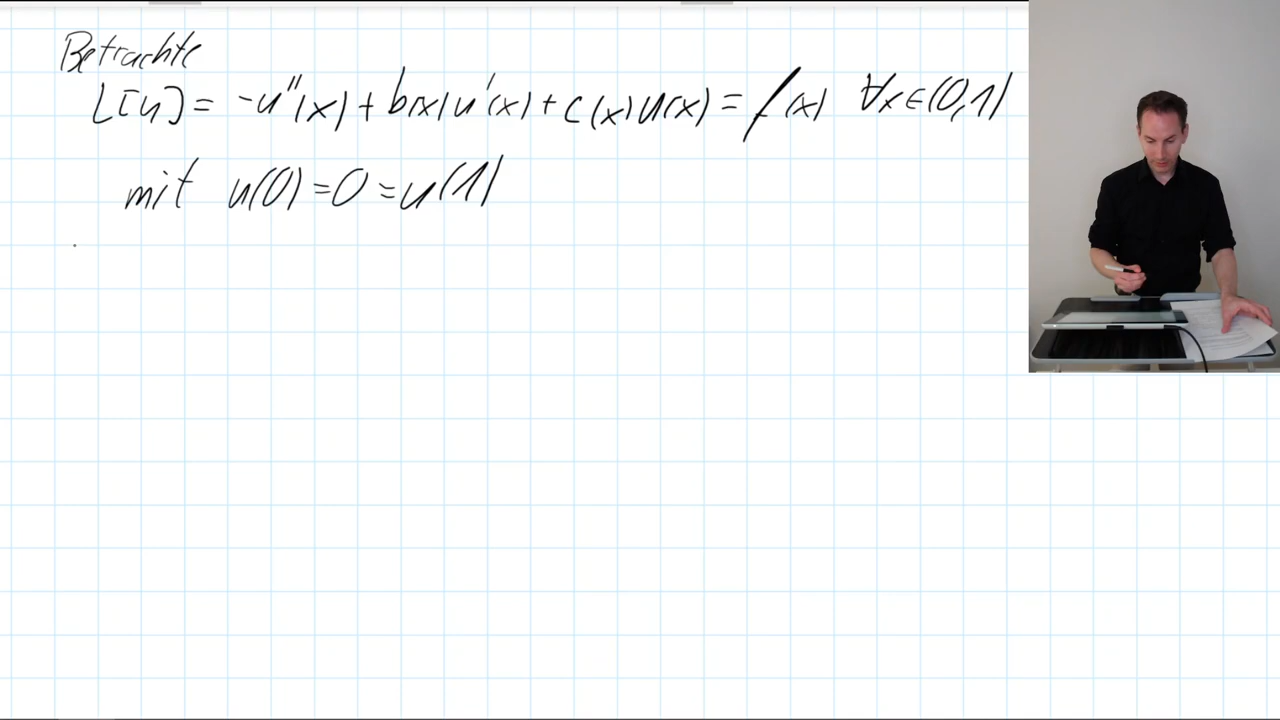 Betrachte
L[u] = -u''(x) + b(x)u'(x) + c(x)u(x) = f(x) ∀x∈(0,1)
mit u(0)=0=u(1)